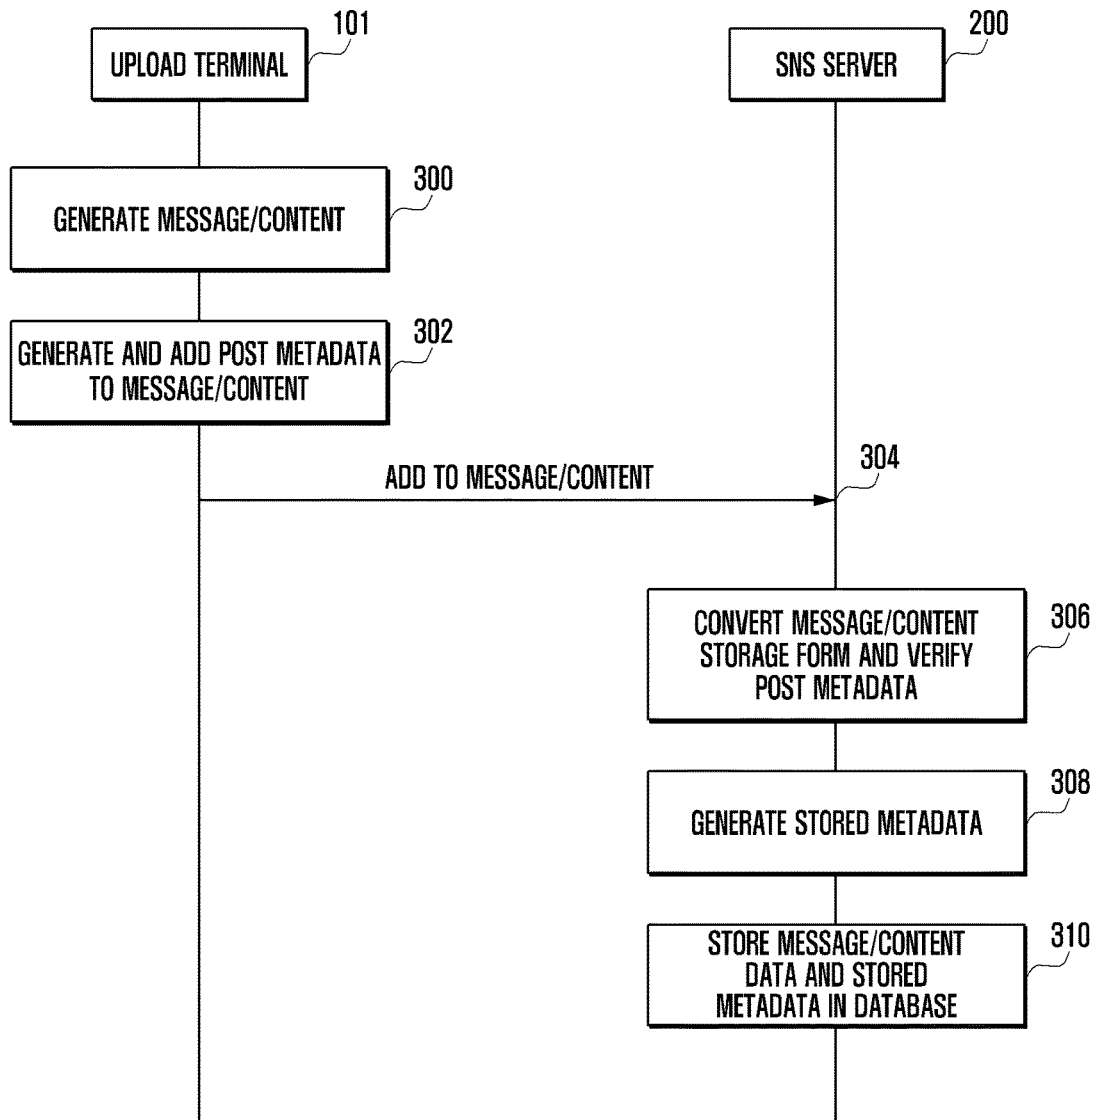 101
UPLOAD TERMINAL
200
SNS SERVER
300
GENERATE MESSAGE/CONTENT
302
GENERATE AND ADD POST METADATA
TO MESSAGE/CONTENT
ADD TO MESSAGE/CONTENT
304
306
CONVERT MESSAGE/CONTENT
STORAGE FORM AND VERIFY
POST METADATA
308
GENERATE STORED METADATA
310
STORE MESSAGE/CONTENT
DATA AND STORED
METADATA IN DATABASE